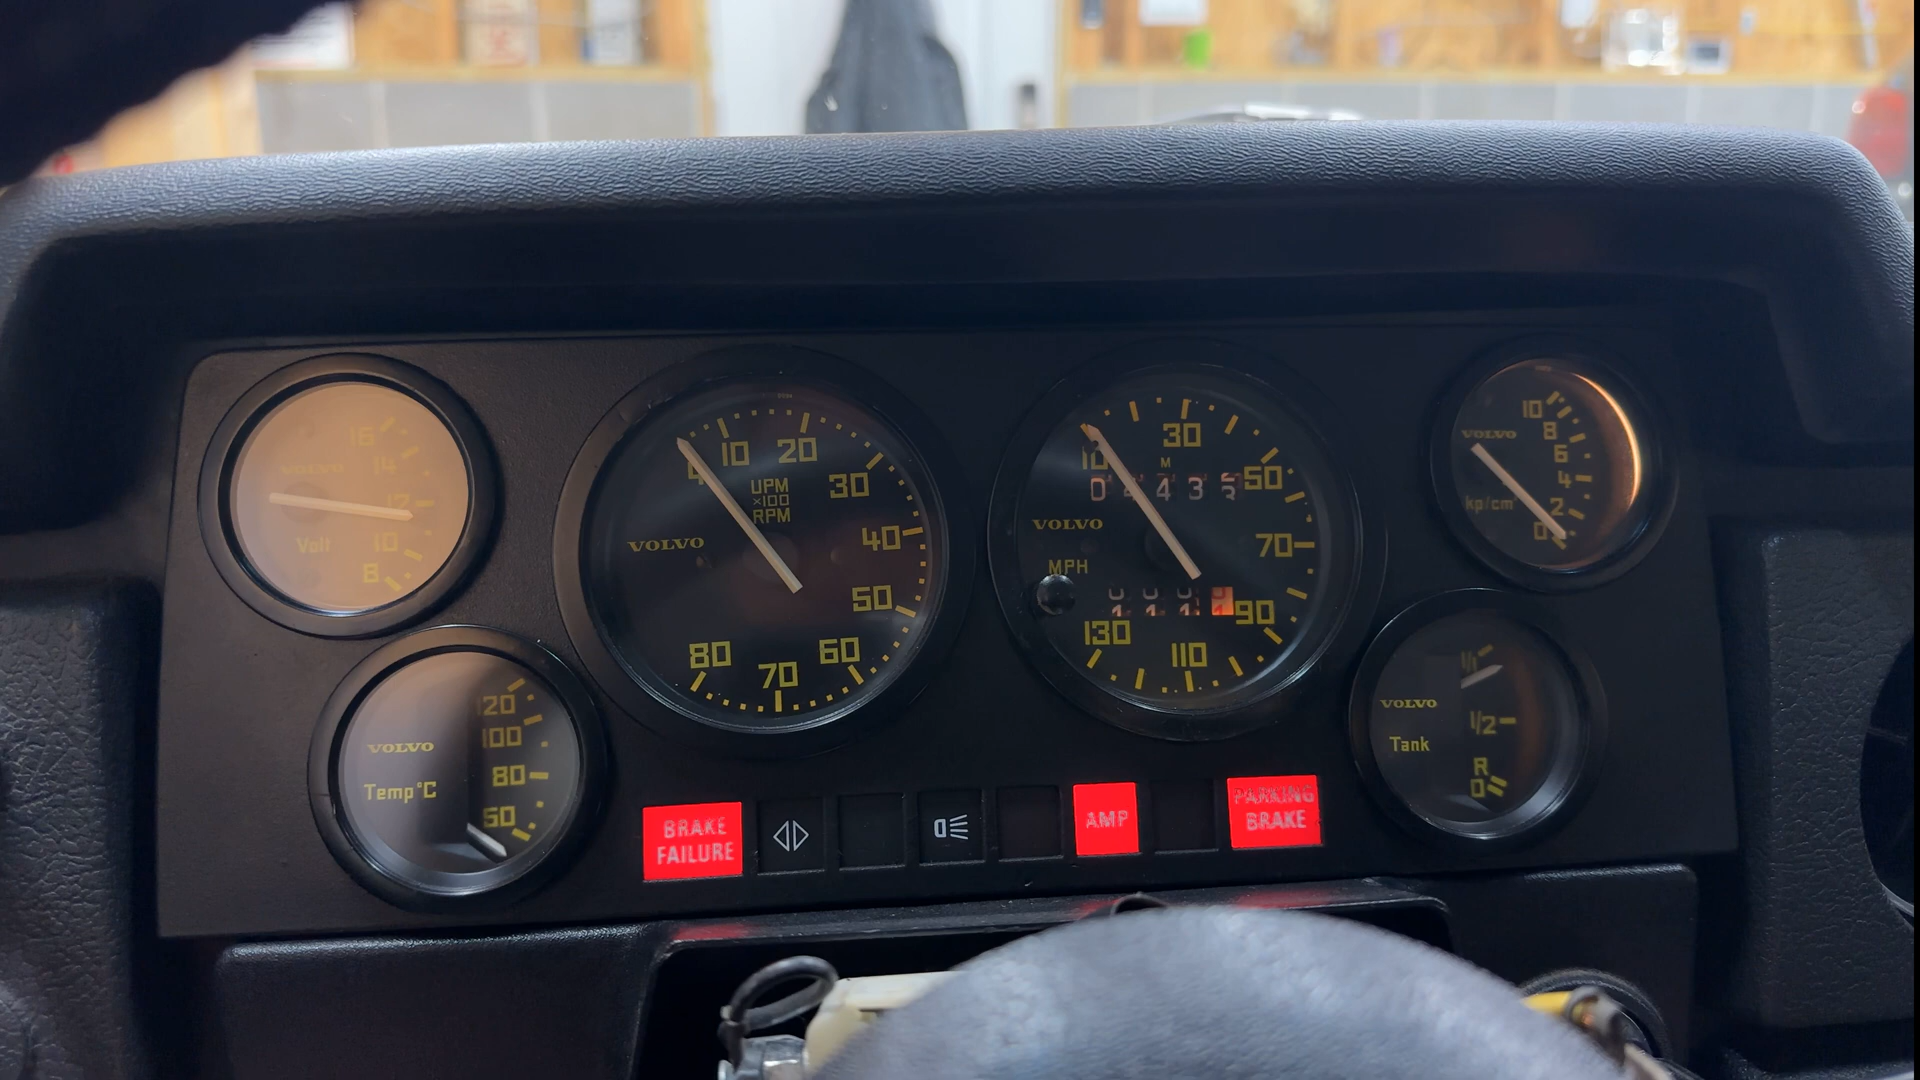 16
VOLVO
14
12
Volt
10
8
10
20
30
40
50
60
70
80
UPM
×100
RPM
VOLVO
10
30
50
70
90
110
130
M
VOLVO
MPH
10
8
6
4
2
0
VOLVO
kp/cm²
120
100
80
50
VOLVO
Temp°C
1/1
1/2
R
0
VOLVO
Tank
BRAKE
FAILURE
AMP
PARKING
BRAKE